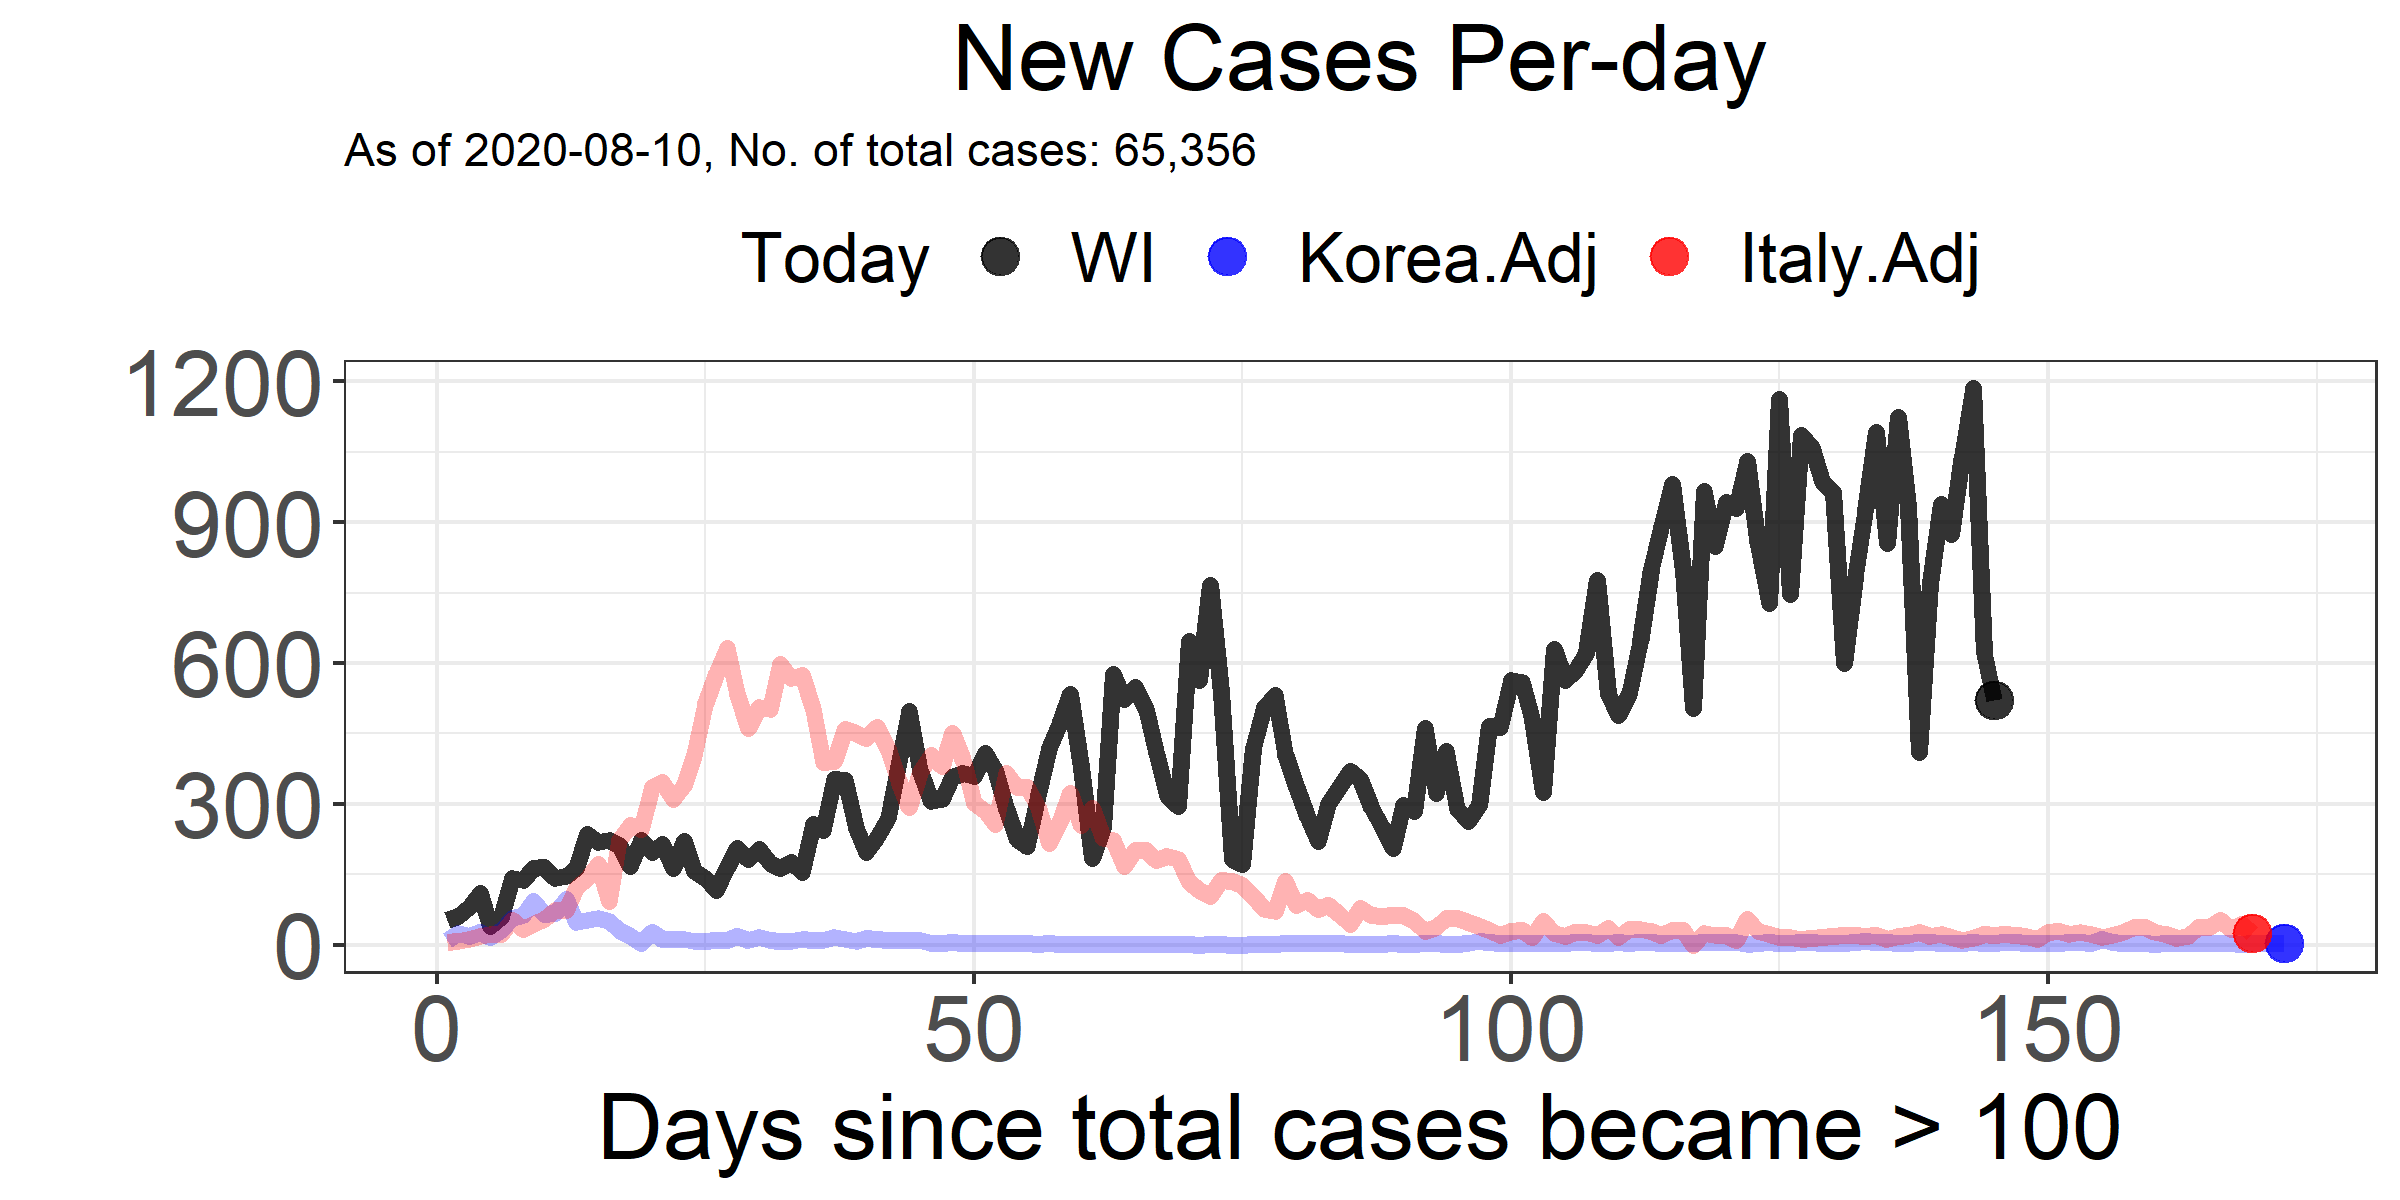 New Cases Per-day
As of 2020-08-10, No. of total cases: 65,356
Today WI Korea.Adj Italy.Adj
1200
900
600
300
0
0 50 100 150
Days since total cases became > 100